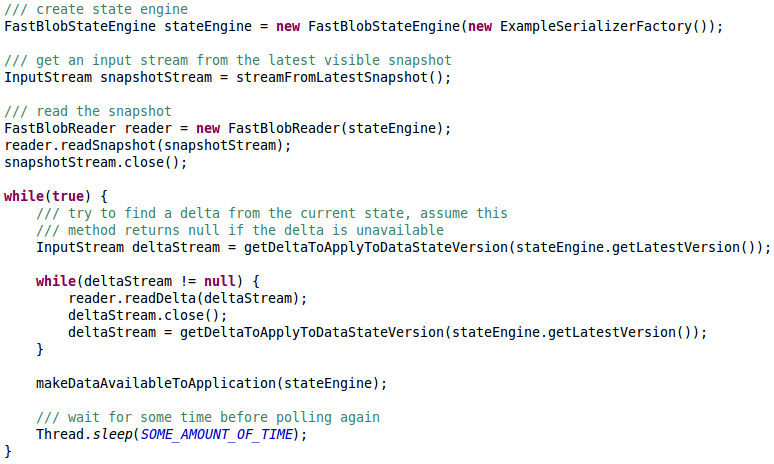 /// create state engine
FastBlobStateEngine stateEngine = new FastBlobStateEngine(new ExampleSerializerFactory());

/// get an input stream from the latest visible snapshot
InputStream snapshotStream = streamFromLatestSnapshot();

/// read the snapshot
FastBlobReader reader = new FastBlobReader(stateEngine);
reader.readSnapshot(snapshotStream);
snapshotStream.close();

while(true) {
    /// try to find a delta from the current state, assume this
    /// method returns null if the delta is unavailable
    InputStream deltaStream = getDeltaToApplyToDataStateVersion(stateEngine.getLatestVersion());

    while(deltaStream != null) {
        reader.readDelta(deltaStream);
        deltaStream.close();
        deltaStream = getDeltaToApplyToDataStateVersion(stateEngine.getLatestVersion());
    }

    makeDataAvailableToApplication(stateEngine);

    /// wait for some time before polling again
    Thread.sleep(SOME_AMOUNT_OF_TIME);
}